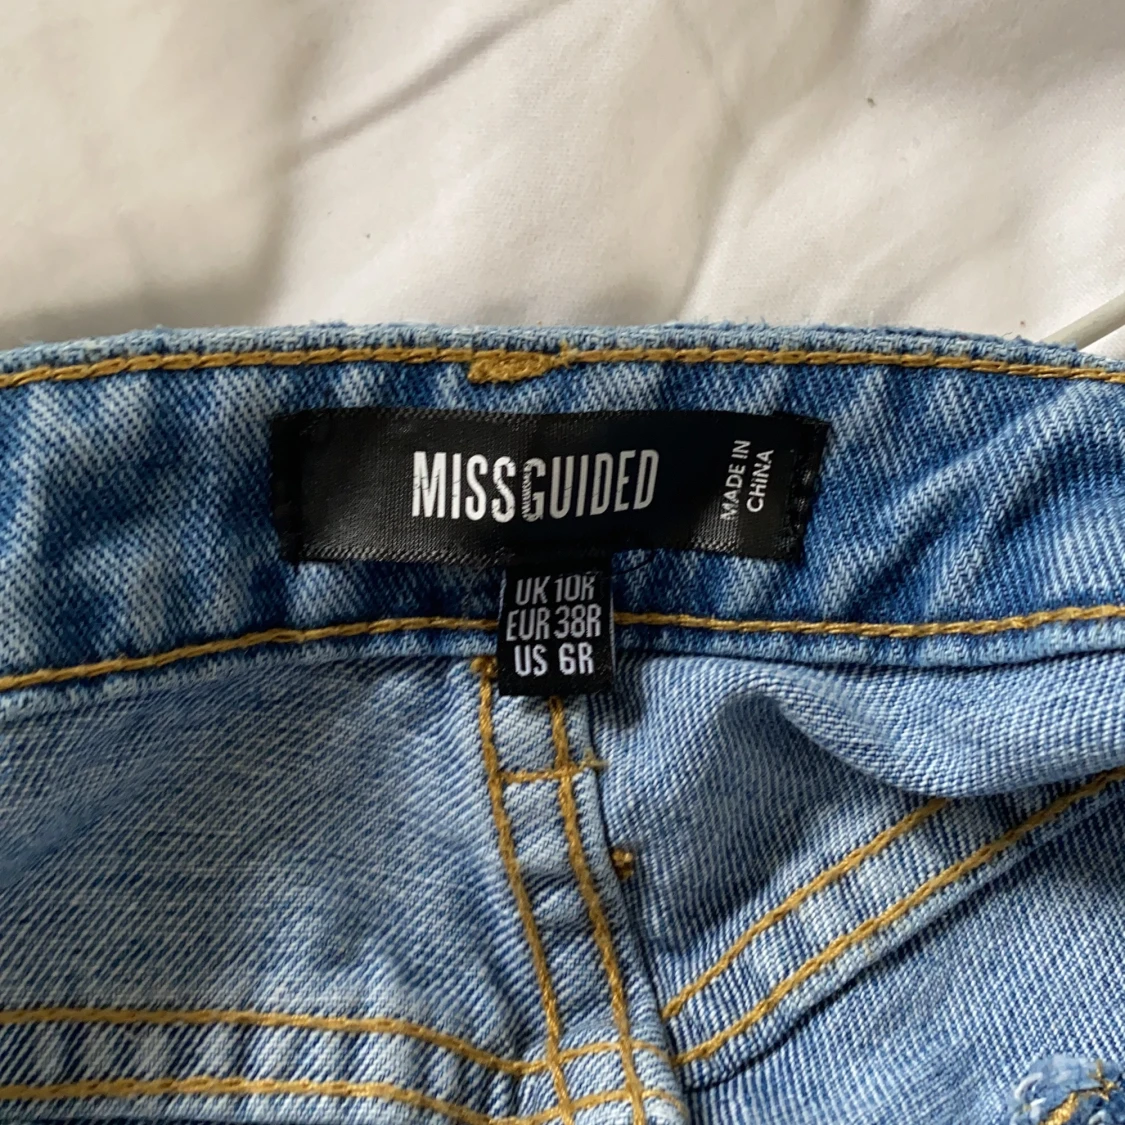 MISSGUIDED
MADE IN
CHINA
UK 10R
EUR 38R
US 6R